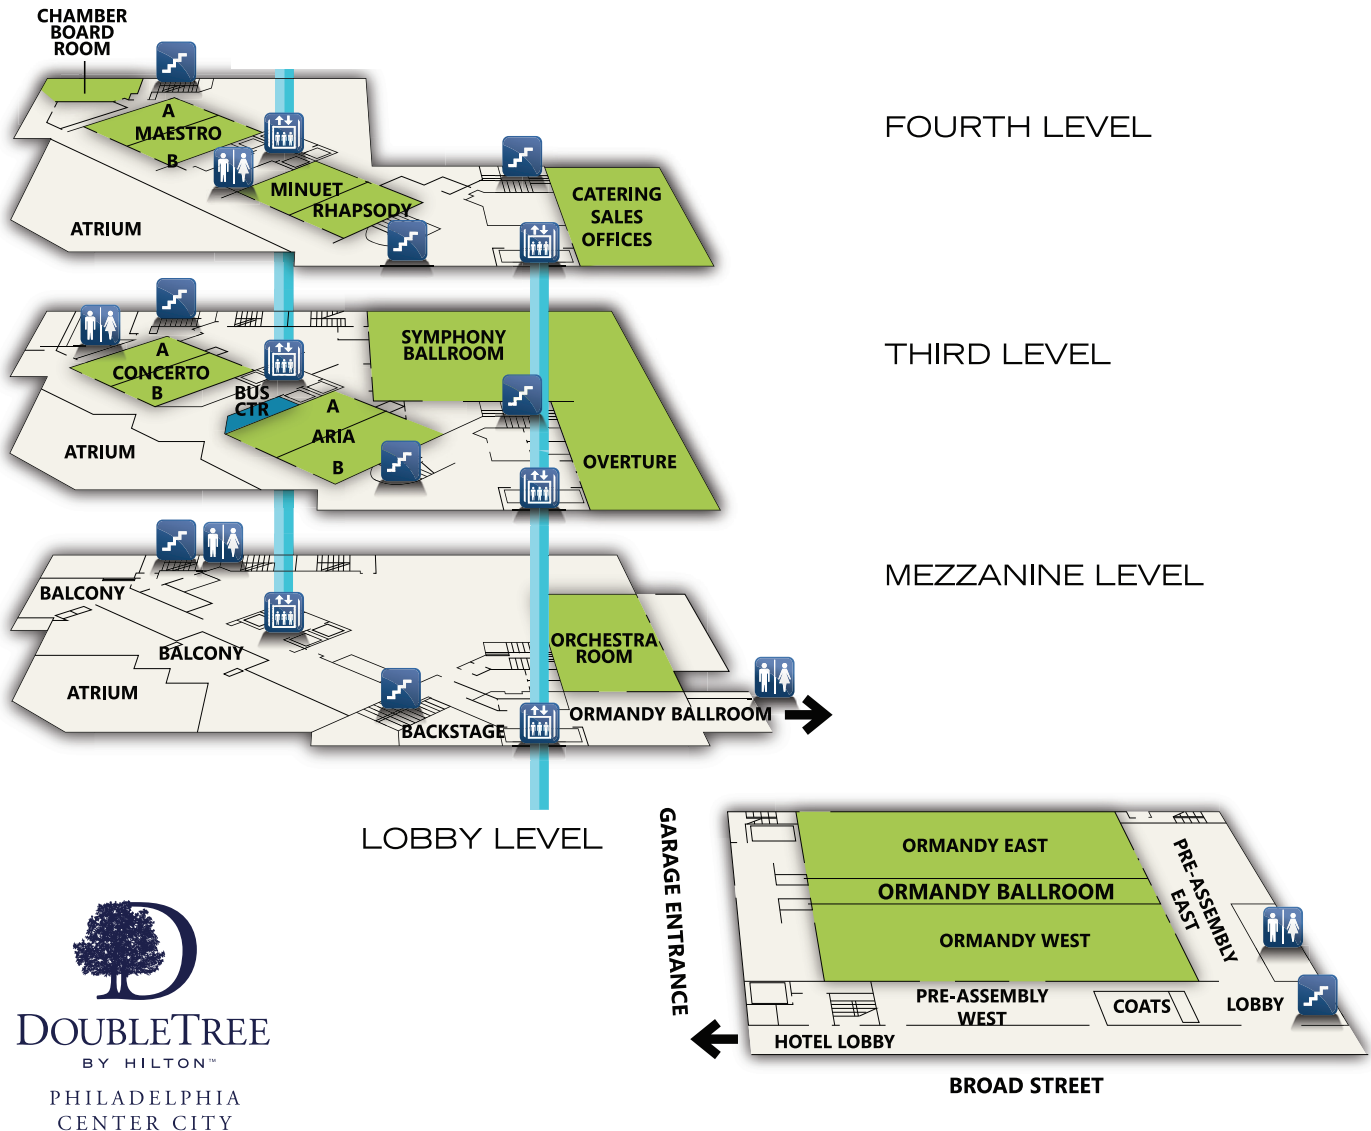 CHAMBER
BOARD
ROOM
A
MAESTRO
B
MINUET
RHAPSODY
CATERING
SALES
OFFICES
ATRIUM
FOURTH LEVEL
SYMPHONY
BALLROOM
A
CONCERTO
B
BUS
CTR
A
ARIA
B
OVERTURE
ATRIUM
THIRD LEVEL
BALCONY
BALCONY
ATRIUM
ORCHESTRA
ROOM
BACKSTAGE
ORMANDY BALLROOM
MEZZANINE LEVEL
LOBBY LEVEL
GARAGE ENTRANCE
ORMANDY EAST
ORMANDY BALLROOM
ORMANDY WEST
PRE-ASSEMBLY
EAST
PRE-ASSEMBLY
WEST
COATS
LOBBY
HOTEL LOBBY
BROAD STREET
D
DOUBLETREE
BY HILTON™
PHILADELPHIA
CENTER CITY